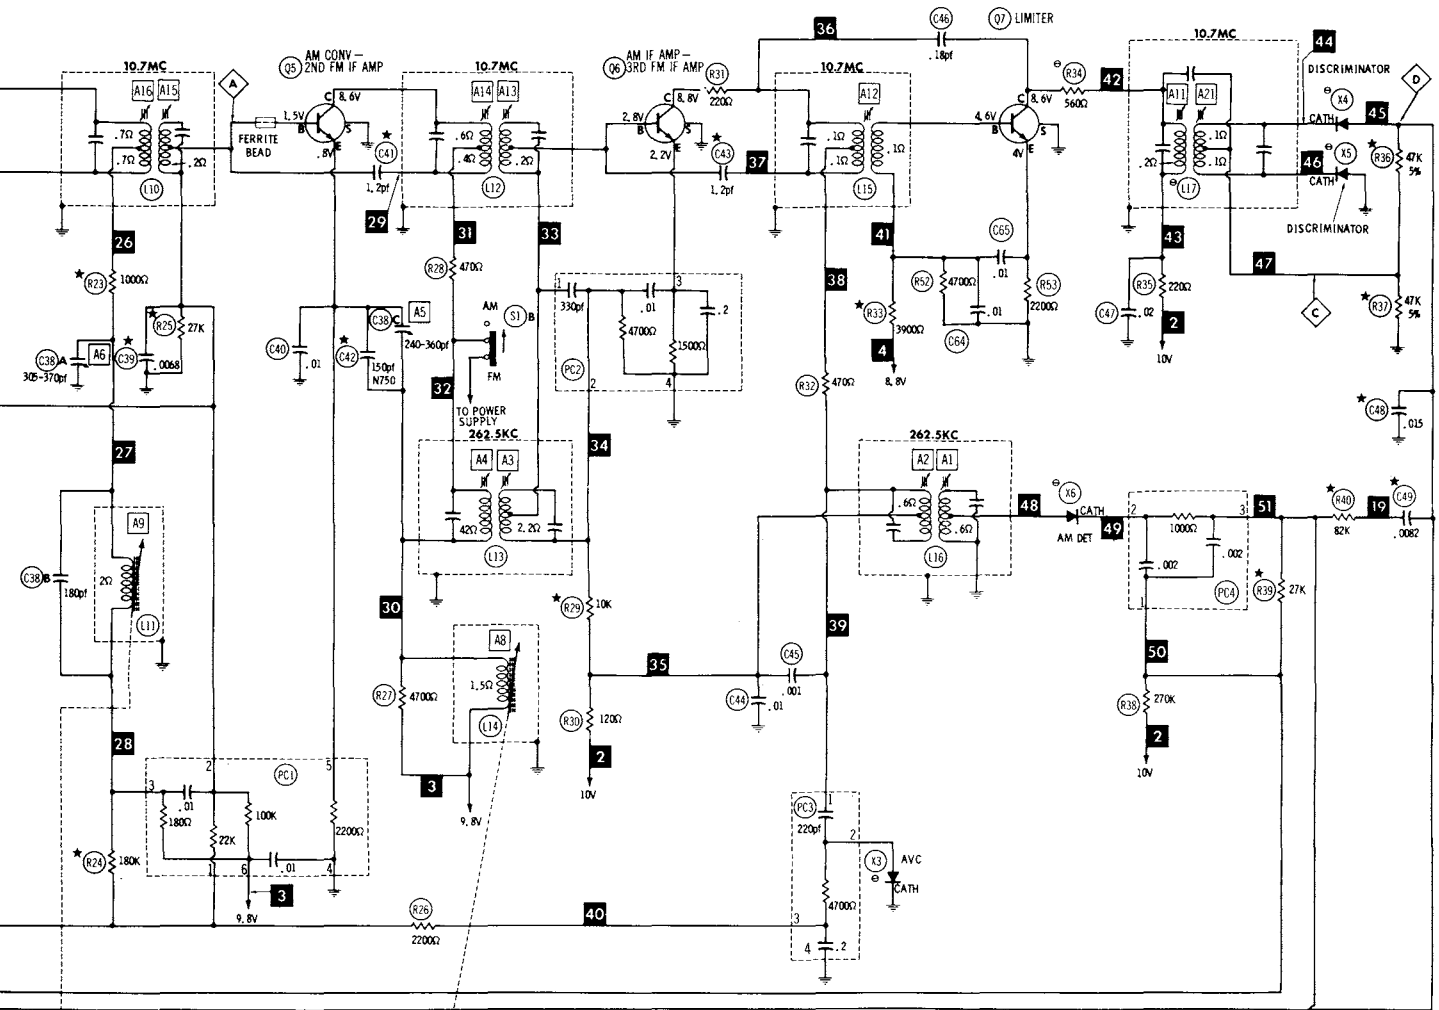 36
C46
.18pf
Q7 LIMITER
Q5
AM CONV —
2ND FM IF AMP
Q6
AM IF AMP —
3RD FM IF AMP
10.7MC
10.7MC
10.7MC
10.7MC
44
DISCRIMINATOR
A16
A15
A
C
8.6V
1.5V
B
S
E
.8V
FERRITE
BEAD
.7Ω
.7Ω
.2Ω
L10
A14
A13
.6Ω
.4Ω
.2Ω
L12
C41
1.2pf
29
R31
220Ω
C
8.8V
2.8V
B
S
E
2.2V
C43
1.2pf
37
A12
.1Ω
.1Ω
.1Ω
L15
C
8.6V
4.6V
B
S
E
4V
R34
560Ω
42
A11
A21
.2Ω
.1Ω
.1Ω
L17
X4
CATH
45
D
X5
46
CATH
R36
47K
5%
DISCRIMINATOR
26
R23
1000Ω
31
R28
470Ω
33
38
41
C65
.01
R52
4700Ω
R53
2200Ω
R33
3900Ω
.01
C64
4
8.8V
43
R35
220Ω
C47
.02
2
10V
47
C
R37
47K
5%
C38A
305-370pf
A6
C39
.0068
R25
27K
C40
.01
C42
150pf
N750
C38C
A5
240-360pf
AM
S1B
FM
32
TO POWER
SUPPLY
1
330pf
.01
3
.2
4700Ω
1500Ω
PC2
2
4
R32
470Ω
C48
.015
27
262.5KC
34
262.5KC
A4
A3
.42Ω
2.2Ω
L13
A2
A1
.6Ω
.6Ω
L16
48
X6
CATH
AM DET
49
2
1000Ω
3
.002
.002
1
PC4
51
R40
82K
19
C49
.0082
R39
27K
C38B
180pf
A9
2Ω
L11
30
R29
10K
39
A8
1.5Ω
L14
R27
4700Ω
35
C45
.001
C44
.01
R30
120Ω
2
10V
50
R38
270K
2
10V
28
2
PC1
5
3
.01
180Ω
100K
22K
2200Ω
.01
1
6
4
3
9.8V
3
9.8V
R24
180K
PC3
1
220pf
2
X3
AVC
CATH
4700Ω
3
4
.2
R26
2200Ω
40